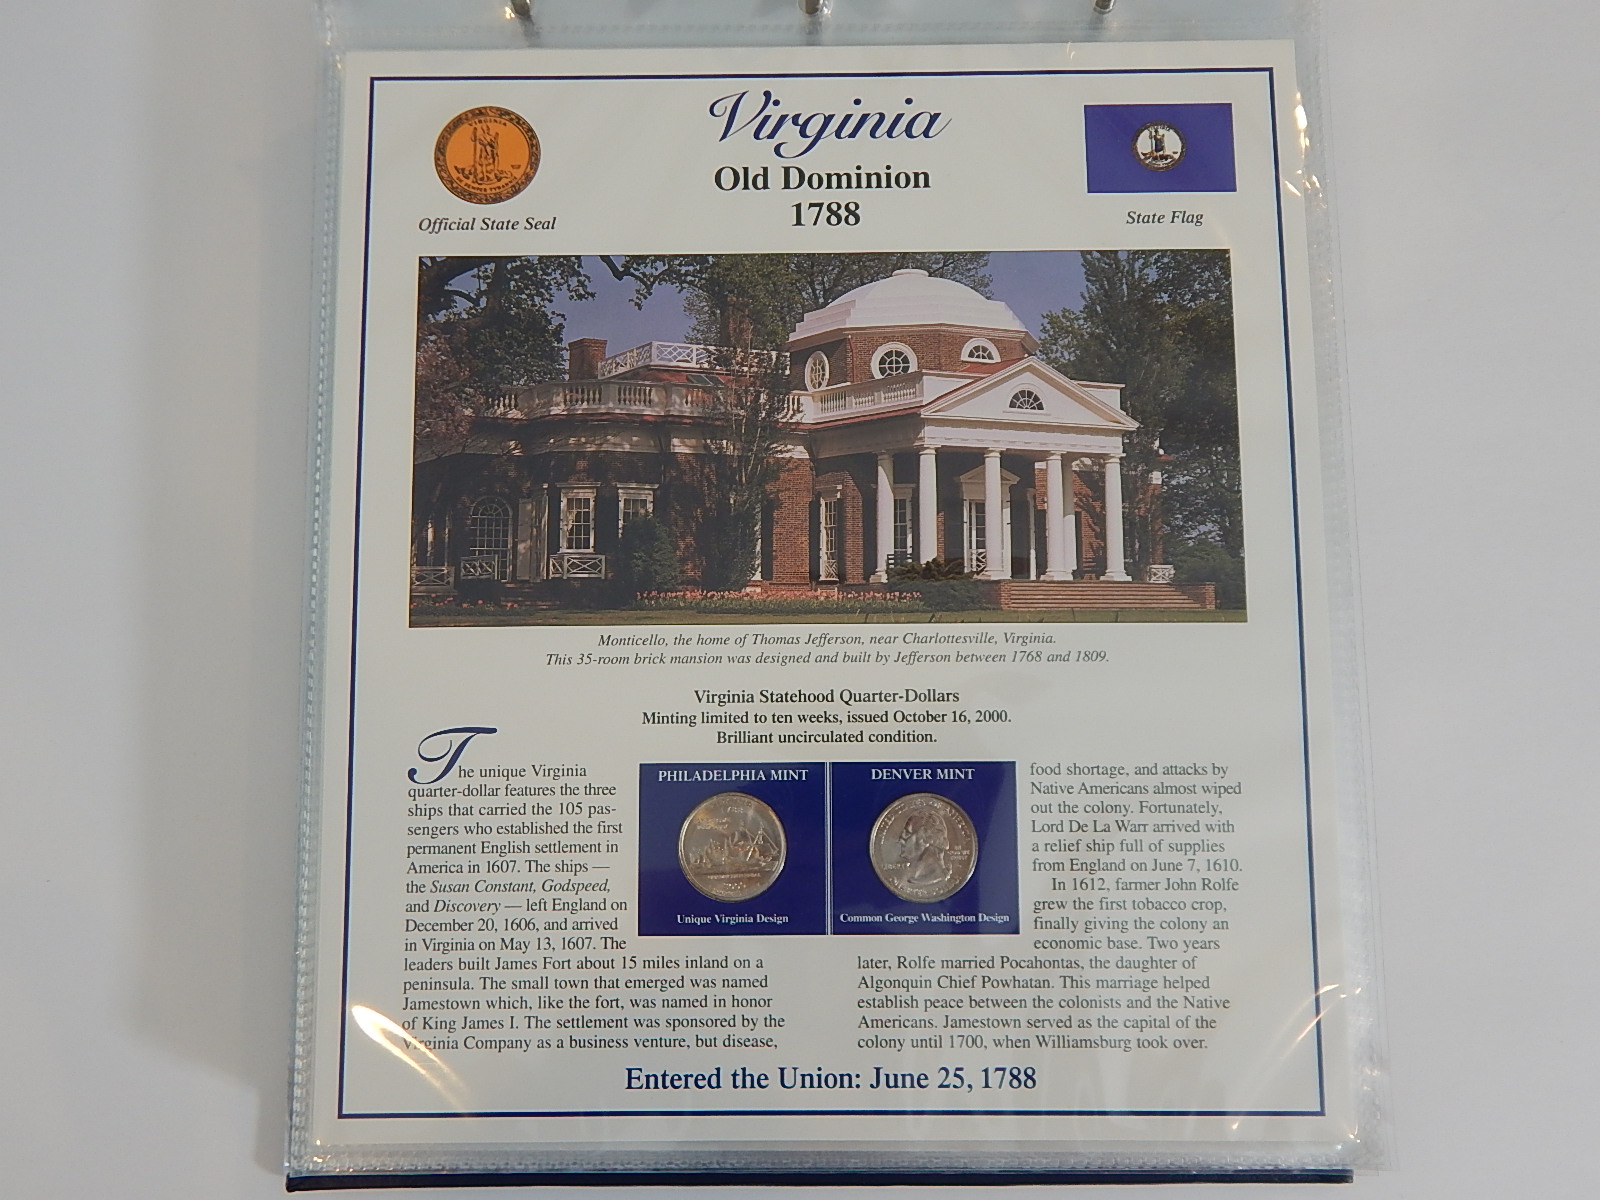 Virginia
Old Dominion
1788
VIRGINIA
Official State Seal
State Flag
Monticello, the home of Thomas Jefferson, near Charlottesville, Virginia.
This 35-room brick mansion was designed and built by Jefferson between 1768 and 1809.
Virginia Statehood Quarter-Dollars
Minting limited to ten weeks, issued October 16, 2000.
Brilliant uncirculated condition.
The unique Virginia
quarter-dollar features the three
ships that carried the 105 pas-
sengers who established the first
permanent English settlement in
America in 1607. The ships —
the Susan Constant, Godspeed,
and Discovery — left England on
December 20, 1606, and arrived
in Virginia on May 13, 1607. The
leaders built James Fort about 15 miles inland on a
peninsula. The small town that emerged was named
Jamestown which, like the fort, was named in honor
of King James I. The settlement was sponsored by the
Virginia Company as a business venture, but disease,
PHILADELPHIA MINT
1788
2000
Unique Virginia Design
DENVER MINT
LIBERTY
Common George Washington Design
food shortage, and attacks by
Native Americans almost wiped
out the colony. Fortunately,
Lord De La Warr arrived with
a relief ship full of supplies
from England on June 7, 1610.
In 1612, farmer John Rolfe
grew the first tobacco crop,
finally giving the colony an
economic base. Two years
later, Rolfe married Pocahontas, the daughter of
Algonquin Chief Powhatan. This marriage helped
establish peace between the colonists and the Native
Americans. Jamestown served as the capital of the
colony until 1700, when Williamsburg took over.
Entered the Union: June 25, 1788